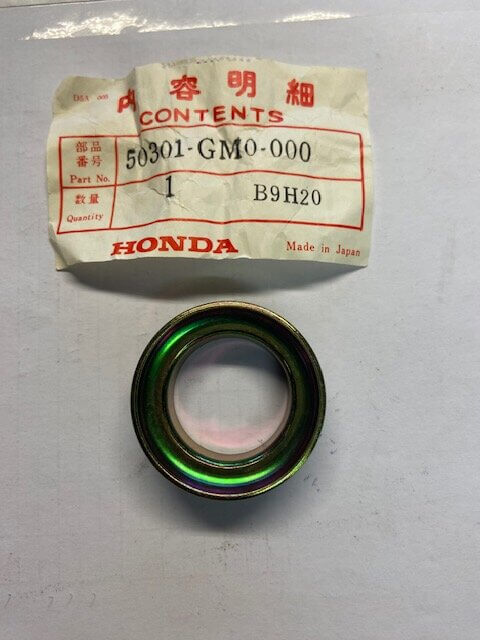 内容明細
CONTENTS
部品番号 Part No. 50301-GM0-000
数量 Quantity 1 B9H20
HONDA Made in Japan